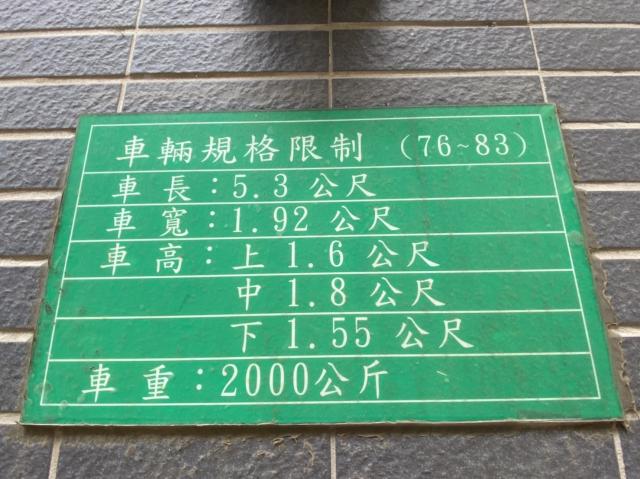 車輛規格限制（76~83）
車長：5.3 公尺
車寬：1.92 公尺
車高：上 1.6 公尺
中 1.8 公尺
下 1.55 公尺
車重：2000公斤